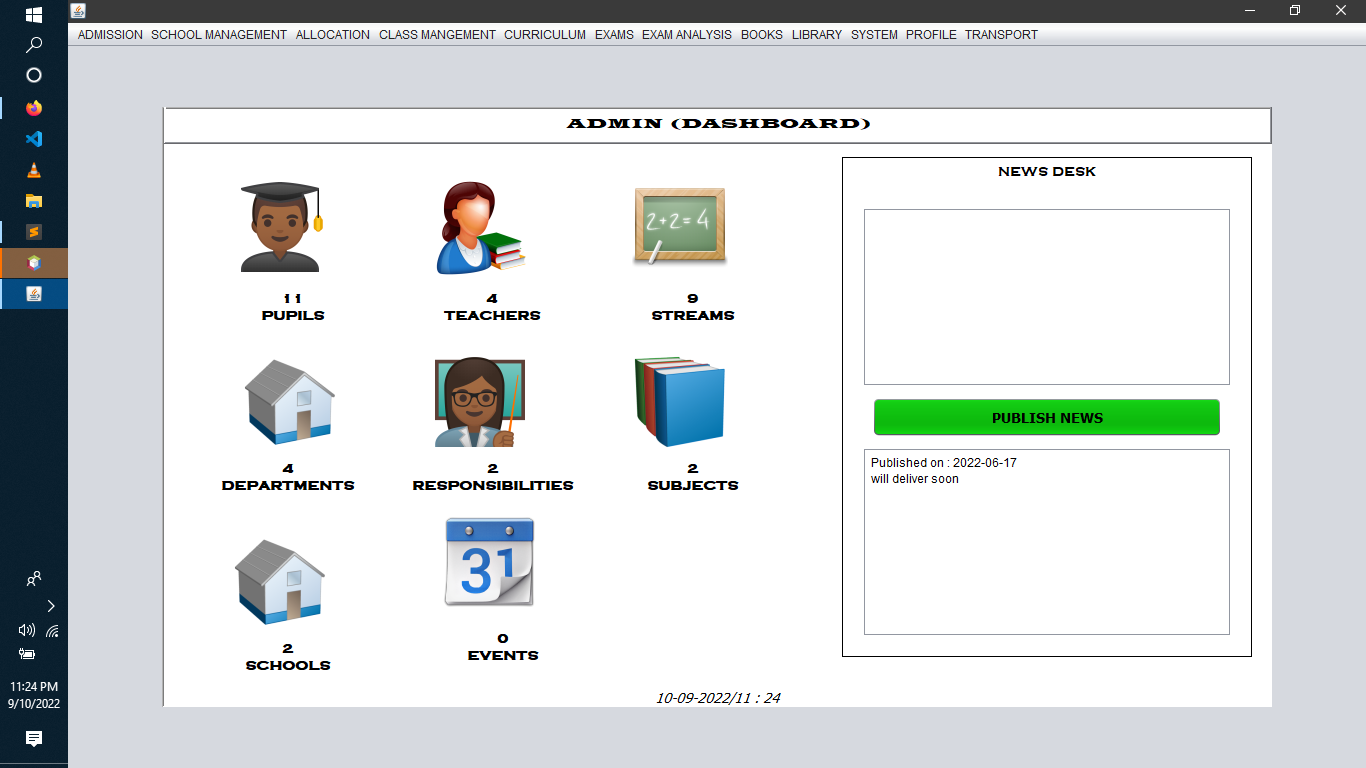 ADMISSION SCHOOL MANAGEMENT ALLOCATION CLASS MANGEMENT CURRICULUM EXAMS EXAM ANALYSIS BOOKS LIBRARY SYSTEM PROFILE TRANSPORT
ADMIN (DASHBOARD)
2+2=4
11
PUPILS
4
TEACHERS
9
STREAMS
4
DEPARTMENTS
2
RESPONSIBILITIES
2
SUBJECTS
31
2
SCHOOLS
0
EVENTS
NEWS DESK
PUBLISH NEWS
Published on : 2022-06-17
will deliver soon
10-09-2022/11 : 24
11:24 PM
9/10/2022